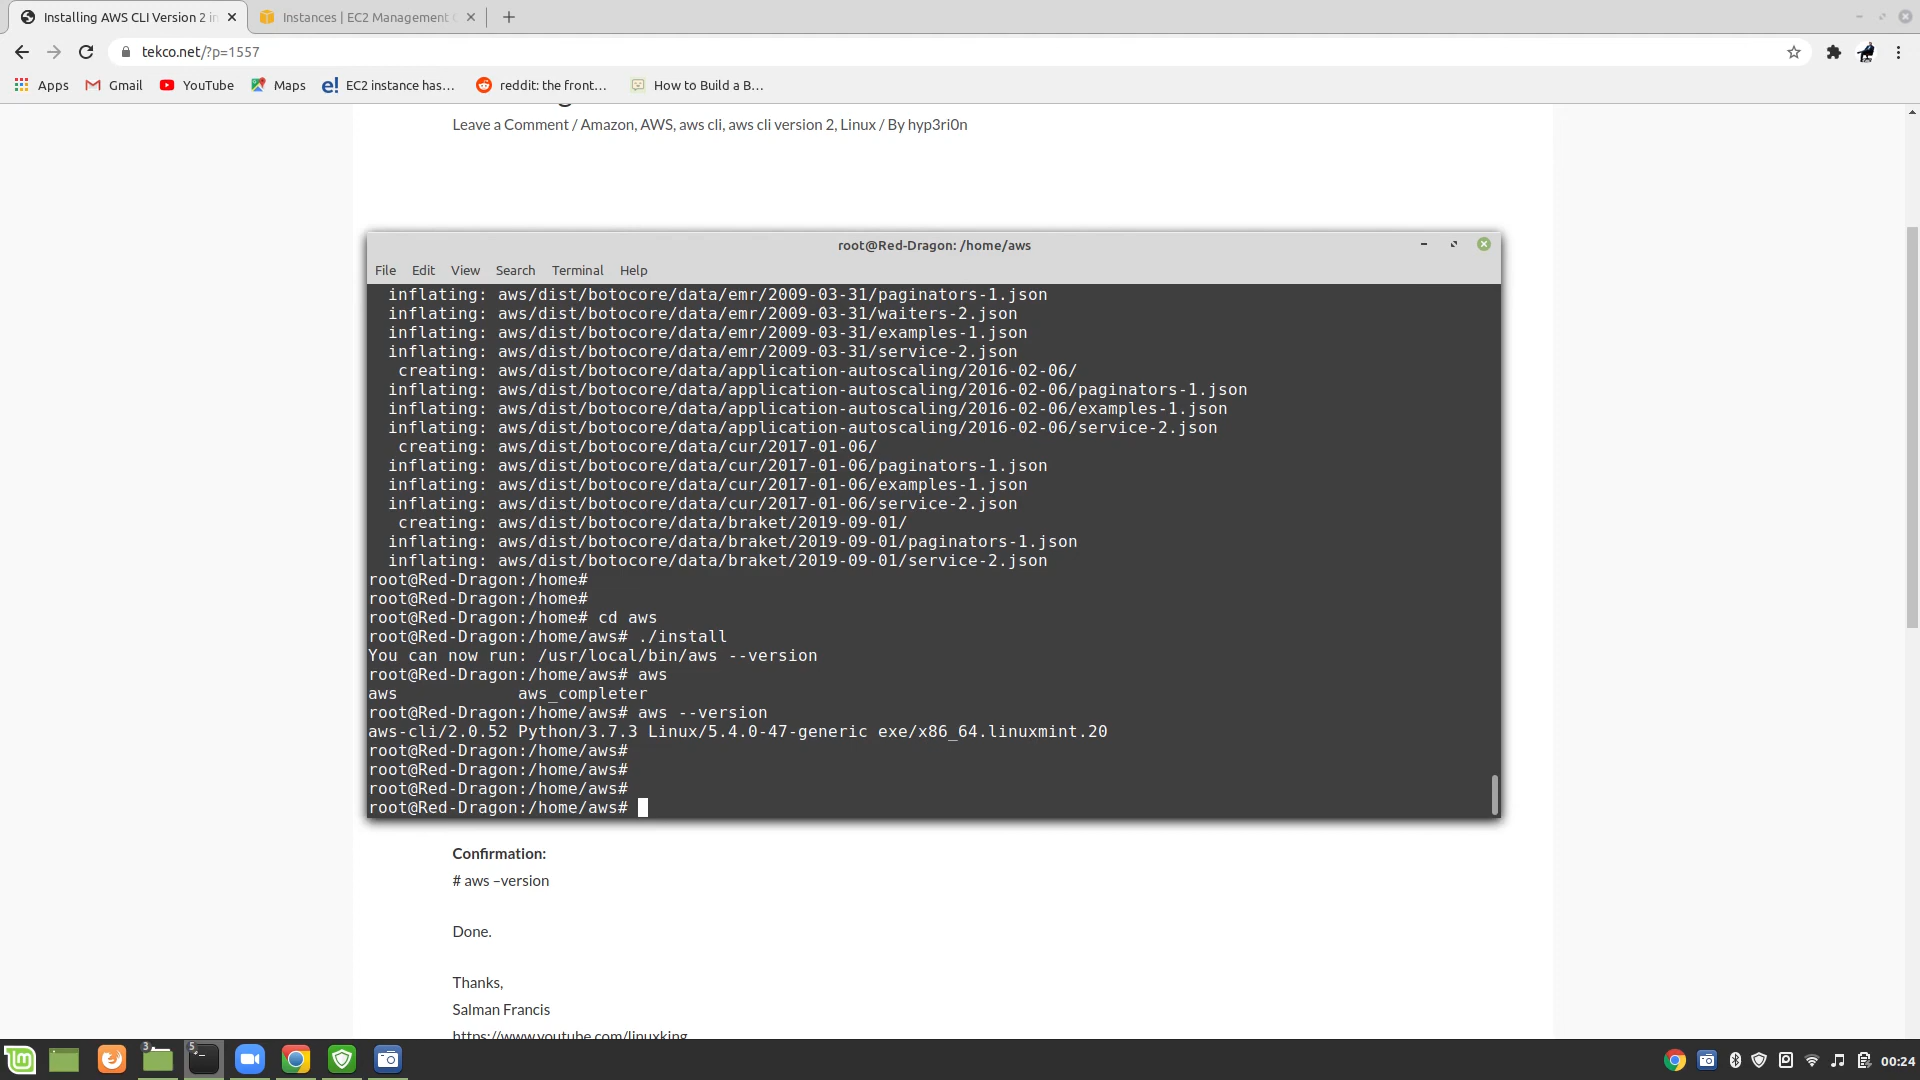 Installing AWS CLI Version 2 in
Instances | EC2 Management C
tekco.net/?p=1557
Apps
Gmail
YouTube
Maps
e! EC2 instance has...
reddit: the front...
How to Build a B...
Leave a Comment / Amazon, AWS, aws cli, aws cli version 2, Linux / By hyp3ri0n
root@Red-Dragon: /home/aws
File Edit View Search Terminal Help
inflating: aws/dist/botocore/data/emr/2009-03-31/paginators-1.json
inflating: aws/dist/botocore/data/emr/2009-03-31/waiters-2.json
inflating: aws/dist/botocore/data/emr/2009-03-31/examples-1.json
inflating: aws/dist/botocore/data/emr/2009-03-31/service-2.json
creating: aws/dist/botocore/data/application-autoscaling/2016-02-06/
inflating: aws/dist/botocore/data/application-autoscaling/2016-02-06/paginators-1.json
inflating: aws/dist/botocore/data/application-autoscaling/2016-02-06/examples-1.json
inflating: aws/dist/botocore/data/application-autoscaling/2016-02-06/service-2.json
creating: aws/dist/botocore/data/cur/2017-01-06/
inflating: aws/dist/botocore/data/cur/2017-01-06/paginators-1.json
inflating: aws/dist/botocore/data/cur/2017-01-06/examples-1.json
inflating: aws/dist/botocore/data/cur/2017-01-06/service-2.json
creating: aws/dist/botocore/data/braket/2019-09-01/
inflating: aws/dist/botocore/data/braket/2019-09-01/paginators-1.json
inflating: aws/dist/botocore/data/braket/2019-09-01/service-2.json
root@Red-Dragon:/home#
root@Red-Dragon:/home#
root@Red-Dragon:/home# cd aws
root@Red-Dragon:/home/aws# ./install
You can now run: /usr/local/bin/aws --version
root@Red-Dragon:/home/aws# aws
aws aws_completer
root@Red-Dragon:/home/aws# aws --version
aws-cli/2.0.52 Python/3.7.3 Linux/5.4.0-47-generic exe/x86_64.linuxmint.20
root@Red-Dragon:/home/aws#
root@Red-Dragon:/home/aws#
root@Red-Dragon:/home/aws#
root@Red-Dragon:/home/aws#
Confirmation:
# aws –version
Done.
Thanks,
Salman Francis
https://www.youtube.com/linuxking
3
5
00:24